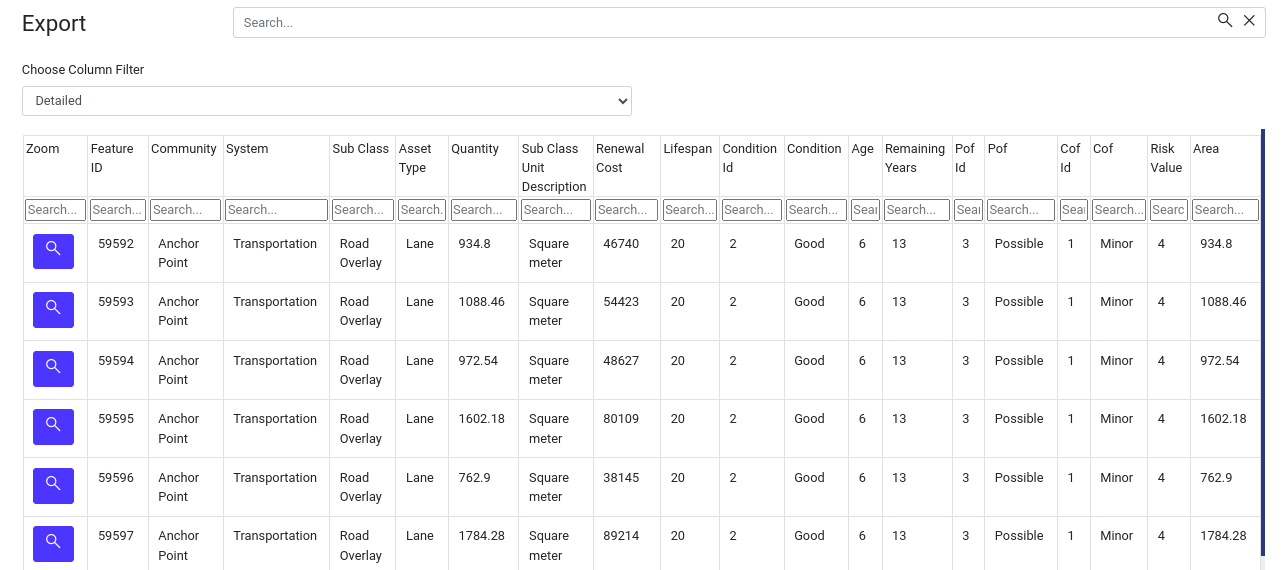 Export
Search...
Choose Column Filter
Detailed
Zoom Feature ID Community System Sub Class Asset Type Quantity Sub Class Unit Description Renewal Cost Lifespan Condition Id Condition Age Remaining Years Pof Id Pof Cof Id Cof Risk Value Area
Search... Search... Search... Search... Search... Search. Search... Search... Search... Search... Search... Search... Sear Search... Sear Search... Sear Search... Searc Search...
59592 Anchor Point Transportation Road Overlay Lane 934.8 Square meter 46740 20 2 Good 6 13 3 Possible 1 Minor 4 934.8
59593 Anchor Point Transportation Road Overlay Lane 1088.46 Square meter 54423 20 2 Good 6 13 3 Possible 1 Minor 4 1088.46
59594 Anchor Point Transportation Road Overlay Lane 972.54 Square meter 48627 20 2 Good 6 13 3 Possible 1 Minor 4 972.54
59595 Anchor Point Transportation Road Overlay Lane 1602.18 Square meter 80109 20 2 Good 6 13 3 Possible 1 Minor 4 1602.18
59596 Anchor Point Transportation Road Overlay Lane 762.9 Square meter 38145 20 2 Good 6 13 3 Possible 1 Minor 4 762.9
59597 Anchor Point Transportation Road Overlay Lane 1784.28 Square meter 89214 20 2 Good 6 13 3 Possible 1 Minor 4 1784.28